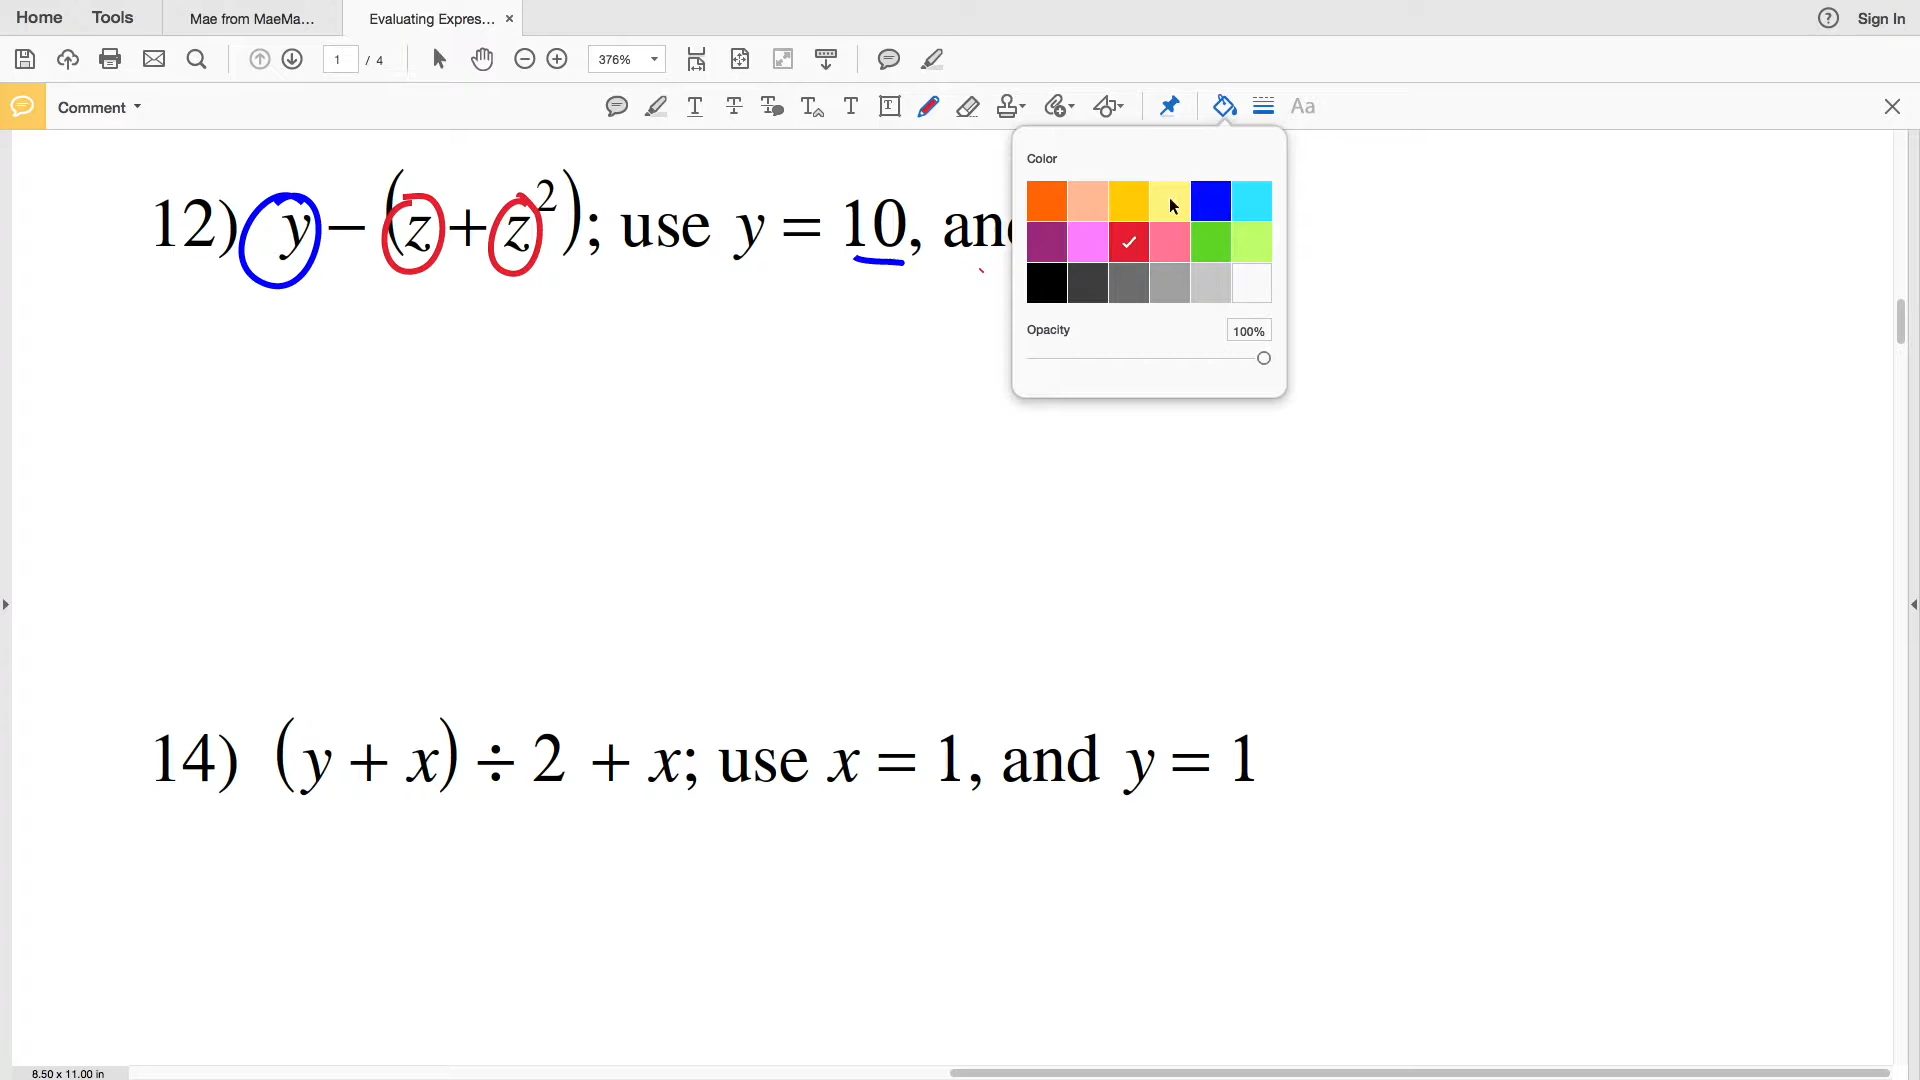 Home Tools Mae from MaeMa... Evaluating Expres... × ? Sign In
1 / 4 376%
Comment T T T T T T Aa
Color
12) y − (z + z²); use y = 10, an
Opacity 100%
14) (y + x) ÷ 2 + x; use x = 1, and y = 1
8.50 x 11.00 in